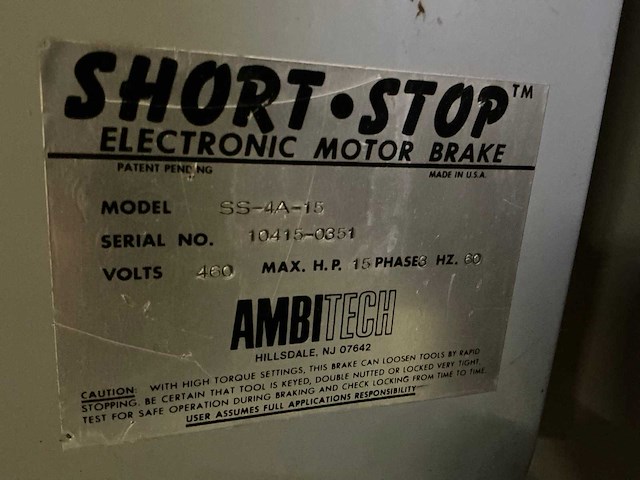 SHORT•STOP™
ELECTRONIC MOTOR BRAKE
PATENT PENDING
MADE IN U.S.A.
MODEL SS-4A-15
SERIAL NO. 10415-0351
VOLTS 460 MAX. H.P. 15 PHASE 3 HZ. 60
AMBITECH
HILLSDALE, NJ 07642
CAUTION: WITH HIGH TORQUE SETTINGS, THIS BRAKE CAN LOOSEN TOOLS BY RAPID
STOPPING. BE CERTAIN THAT TOOL IS KEYED, DOUBLE NUTTED OR LOCKED VERY TIGHT.
TEST FOR SAFE OPERATION DURING BRAKING AND CHECK LOCKING FROM TIME TO TIME.
USER ASSUMES FULL APPLICATIONS RESPONSIBILITY